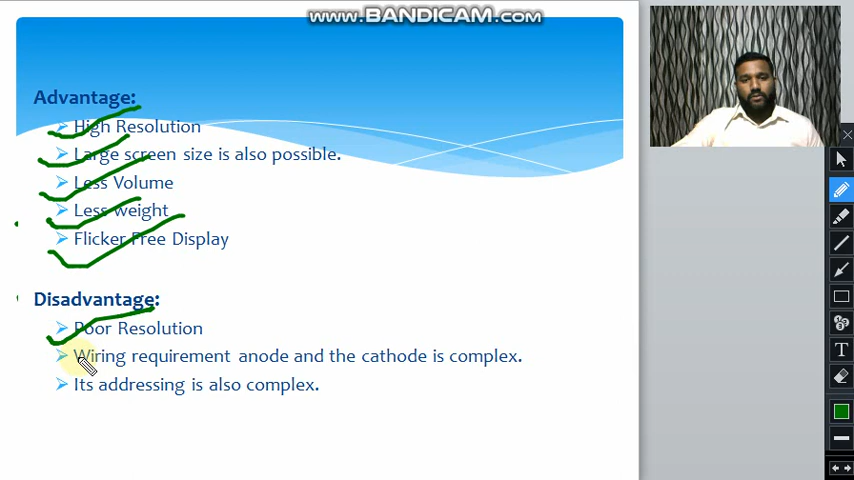 www.BANDICAM.com
Advantage:
High Resolution
Large screen size is also possible.
Less Volume
Less weight
Flicker Free Display
Disadvantage:
Poor Resolution
Wiring requirement anode and the cathode is complex.
Its addressing is also complex.
T